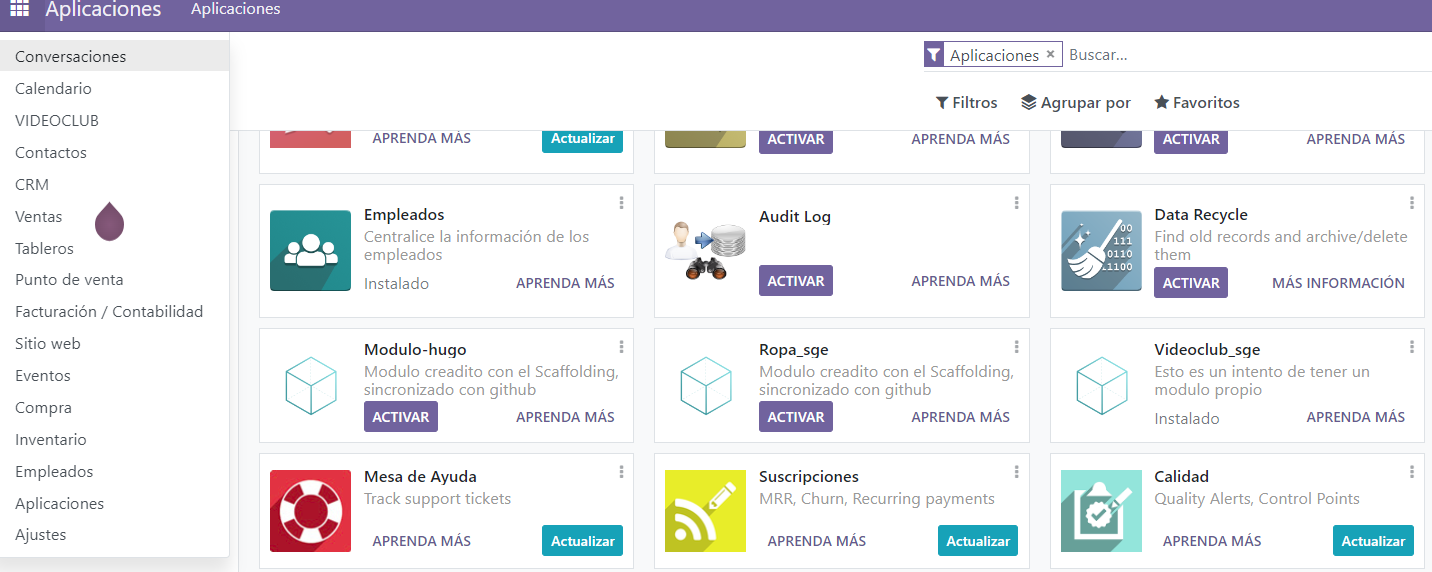 Aplicaciones
Aplicaciones
Conversaciones
Calendario
VIDEOCLUB
Contactos
CRM
Ventas
Tableros
Punto de venta
Facturación / Contabilidad
Sitio web
Eventos
Compra
Inventario
Empleados
Aplicaciones
Ajustes
Aplicaciones ×
Buscar...
Filtros
Agrupar por
Favoritos
APRENDA MÁS
Actualizar
ACTIVAR
APRENDA MÁS
ACTIVAR
APRENDA MÁS
Empleados
Centralice la información de los
empleados
Instalado
APRENDA MÁS
Audit Log
ACTIVAR
APRENDA MÁS
00
111
0110
11100
Data Recycle
Find old records and archive/delete
them
ACTIVAR
MÁS INFORMACIÓN
Modulo-hugo
Modulo creadito con el Scaffolding,
sincronizado con github
ACTIVAR
APRENDA MÁS
Ropa_sge
Modulo creadito con el Scaffolding,
sincronizado con github
ACTIVAR
APRENDA MÁS
Videoclub_sge
Esto es un intento de tener un
modulo propio
Instalado
APRENDA MÁS
Mesa de Ayuda
Track support tickets
APRENDA MÁS
Actualizar
Suscripciones
MRR, Churn, Recurring payments
APRENDA MÁS
Actualizar
Calidad
Quality Alerts, Control Points
APRENDA MÁS
Actualizar